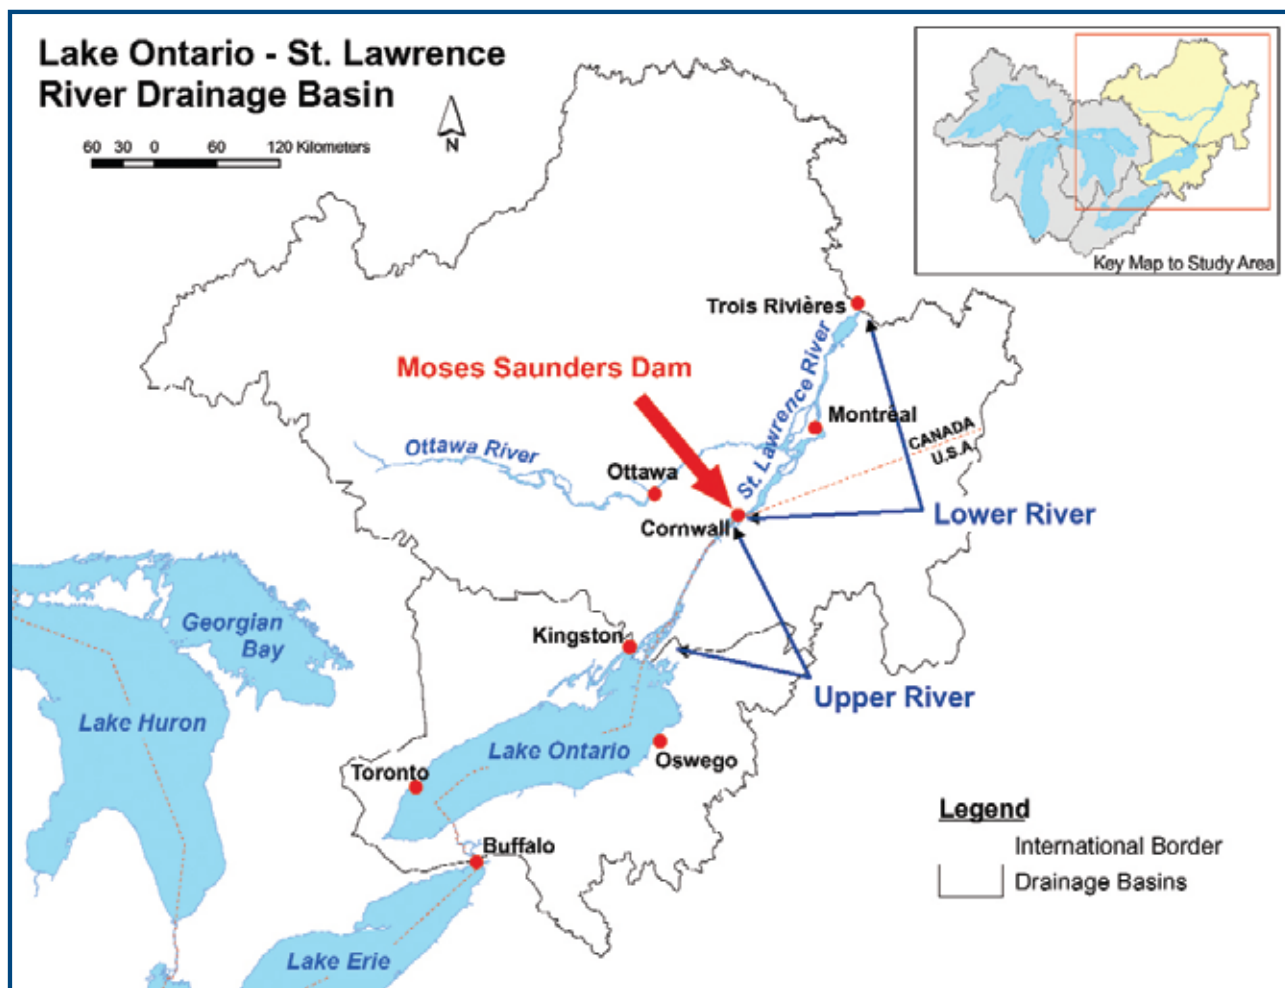 Lake Ontario - St. Lawrence
River Drainage Basin
60 30 0 60 120 Kilometers
N
Key Map to Study Area
Trois Rivières
Moses Saunders Dam
St. Lawrence River
Montréal
CANADA
U.S.A.
Ottawa River
Ottawa
Cornwall
Lower River
Georgian
Bay
Kingston
Upper River
Lake Huron
Lake Ontario
Oswego
Toronto
Buffalo
Lake Erie
Legend
International Border
Drainage Basins